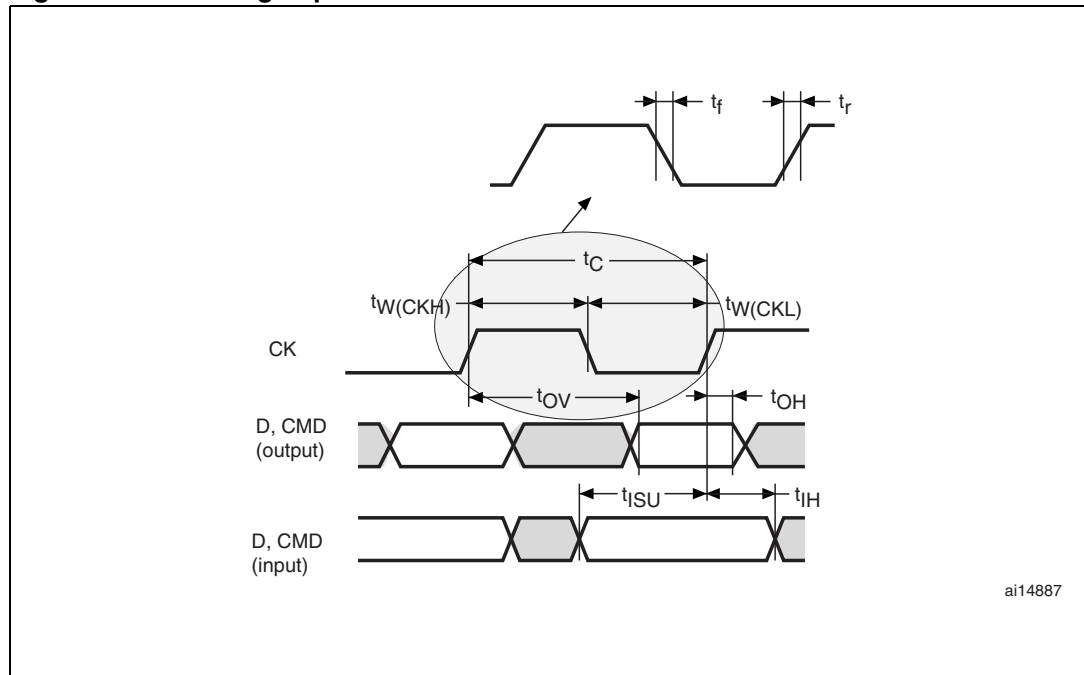 tf
tr
tC
tW(CKH)
tW(CKL)
CK
tOV
tOH
D, CMD
(output)
tISU
tIH
D, CMD
(input)
ai14887